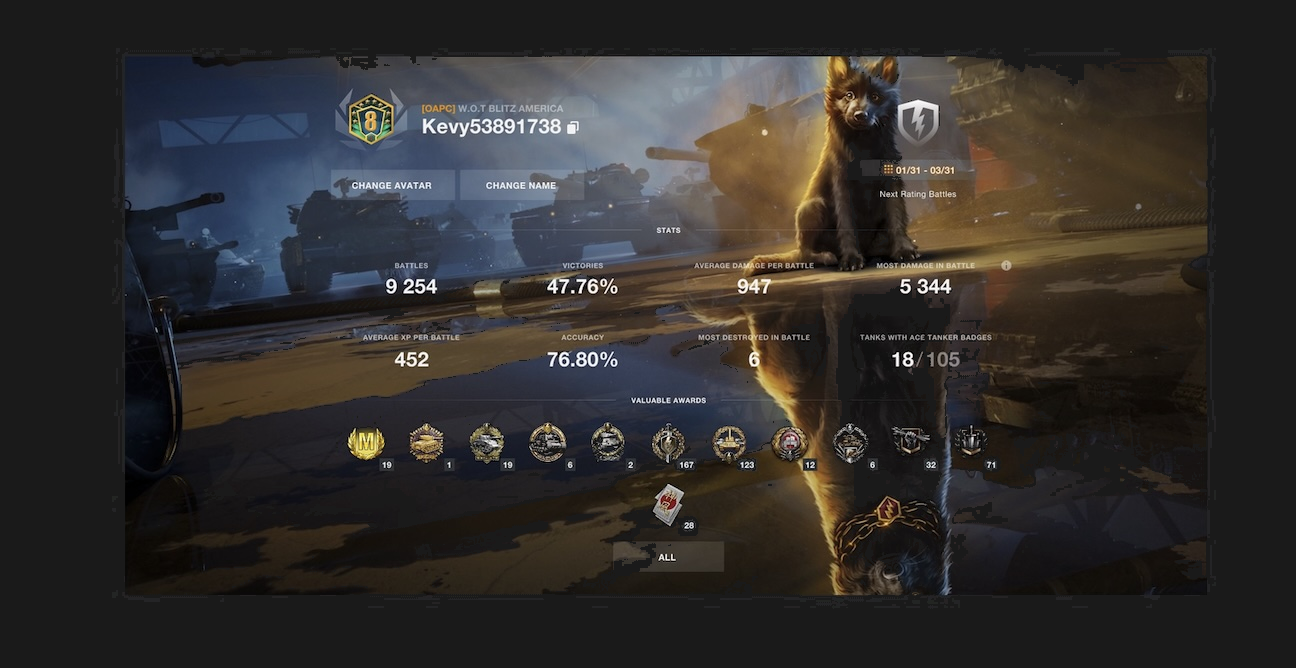 8
[OAPC] W.O.T BLITZ AMERICA
Kevy53891738
CHANGE AVATAR
CHANGE NAME
01/31 - 03/31
Next Rating Battles
STATS
BATTLES
VICTORIES
AVERAGE DAMAGE PER BATTLE
MOST DAMAGE IN BATTLE
i
9 254
47.76%
947
5 344
AVERAGE XP PER BATTLE
ACCURACY
MOST DESTROYED IN BATTLE
TANKS WITH ACE TANKER BADGES
452
76.80%
6
18 / 105
VALUABLE AWARDS
M
19
1
19
6
2
167
123
12
6
32
71
28
ALL